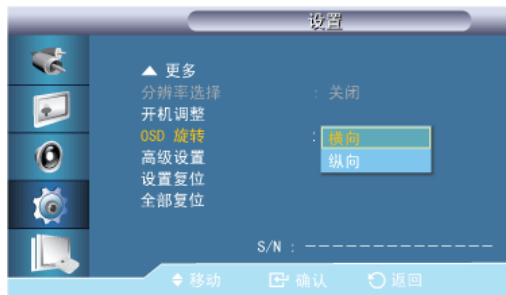 设置
▲ 更多
分辨率选择 : 关闭
开机调整
OSD 旋转 : 横向
纵向
高级设置
设置复位
全部复位
S/N : --------------
移动 确认 返回